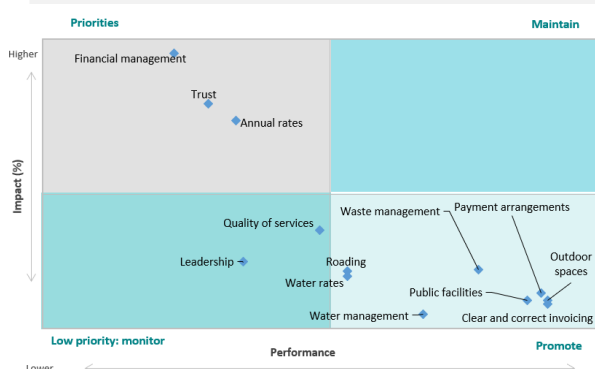 Priorities
Maintain
Higher
Financial management
Trust
Annual rates
Impact (%)
Quality of services
Waste management
Payment arrangements
Leadership
Roading
Outdoor
spaces
Water rates
Public facilities
Water management
Clear and correct invoicing
Low priority: monitor
Performance
Promote
Lower